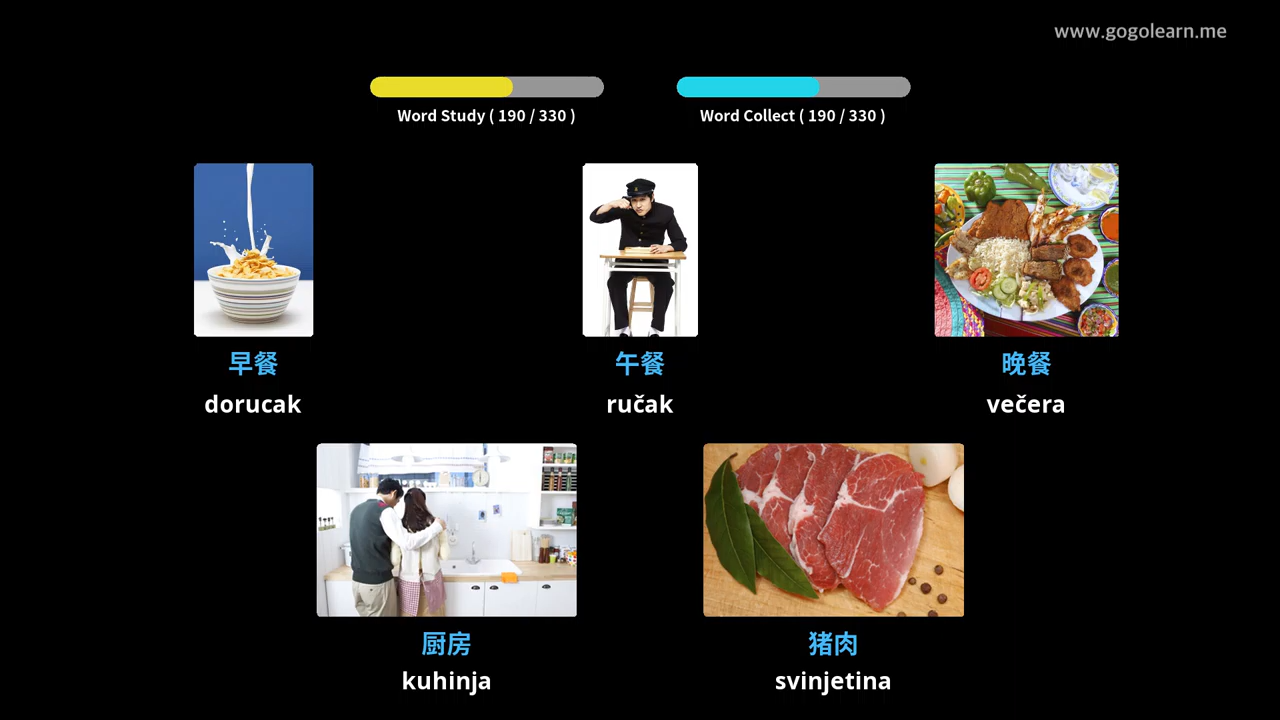 www.gogolearn.me
Word Study ( 190 / 330 )
Word Collect ( 190 / 330 )
早餐
午餐
晚餐
dorucak
ručak
večera
厨房
猪肉
kuhinja
svinjetina